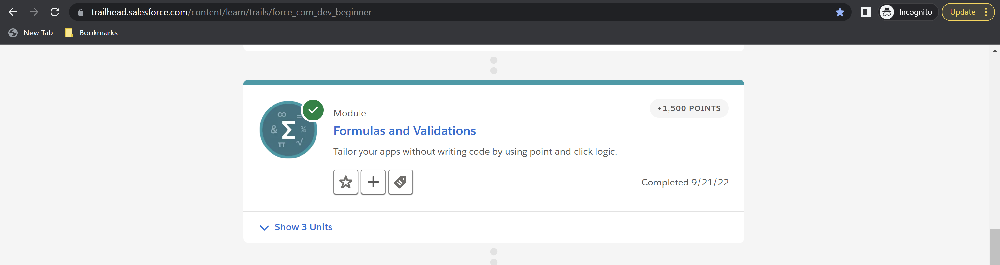 trailhead.salesforce.com/content/learn/trails/force_com_dev_beginner
Incognito
Update
New Tab
Bookmarks
∞ =
& Σ %
π √
Module
+1,500 POINTS
Formulas and Validations
Tailor your apps without writing code by using point-and-click logic.
Completed 9/21/22
Show 3 Units